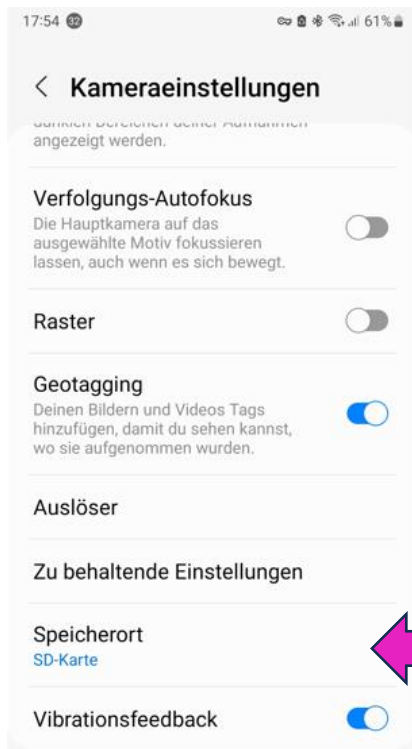 17:54 32 61%
Kameraeinstellungen
angezeigt werden.
Verfolgungs-Autofokus
Die Hauptkamera auf das
ausgewählte Motiv fokussieren
lassen, auch wenn es sich bewegt.
Raster
Geotagging
Deinen Bildern und Videos Tags
hinzufügen, damit du sehen kannst,
wo sie aufgenommen wurden.
Auslöser
Zu behaltende Einstellungen
Speicherort
SD-Karte
Vibrationsfeedback